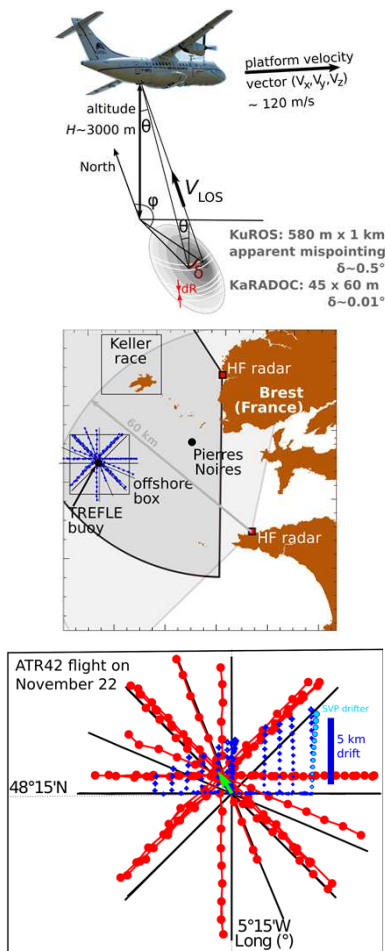 platform velocity
vector (Vx,Vy,Vz)
~ 120 m/s
altitude
H~3000 m
θ
North
VLOS
φ
θ
KuROS: 580 m x 1 km
apparent mispointing
δ~0.5°
δ
dR
KaRADOC: 45 x 60 m
δ~0.01°
Keller
race
HF radar
Brest
(France)
60 km
Pierres
Noires
offshore
box
TREFLE
buoy
HF radar
ATR42 flight on
November 22
SVP drifter
5 km
drift
48°15'N
5°15'W
Long (°)